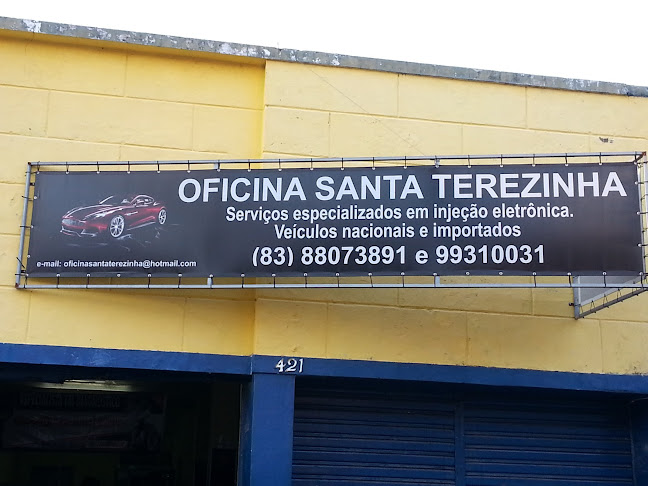 OFICINA SANTA TEREZINHA
Serviços especializados em injeção eletrônica.
Veículos nacionais e importados
(83) 88073891 e 99310031
e-mail: oficinasantaterezinha@hotmail.com
421